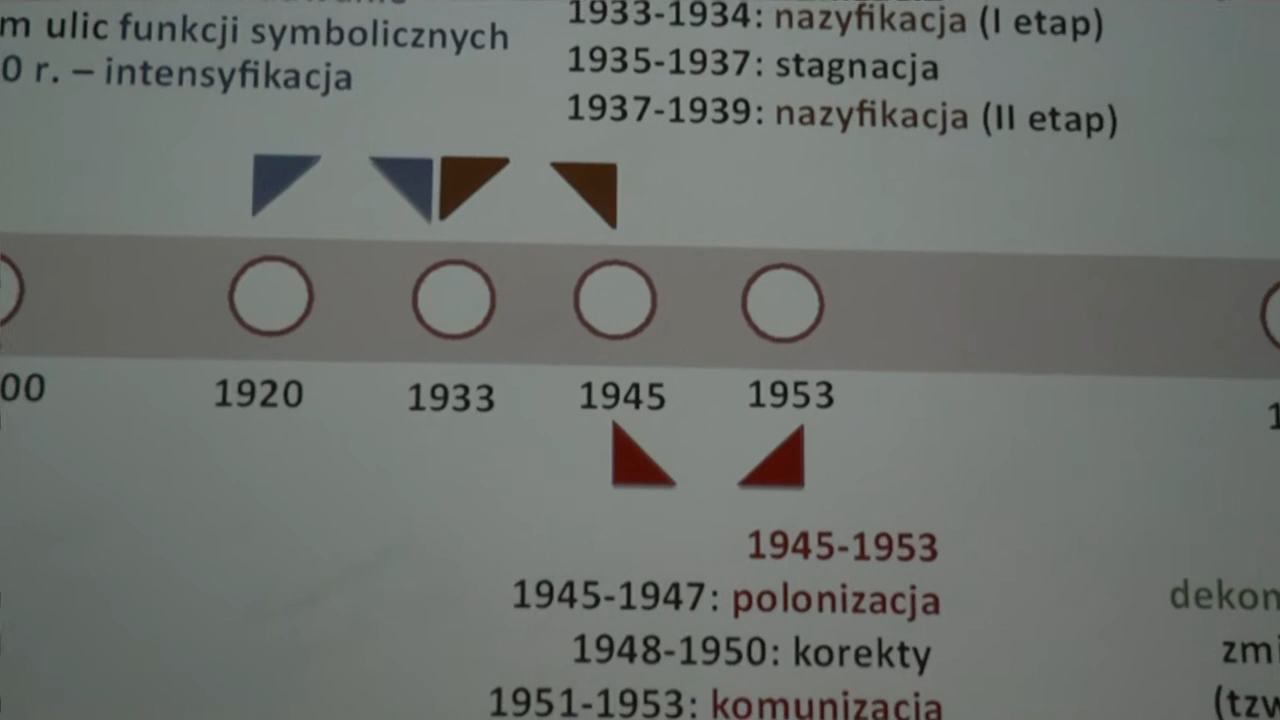 m ulic funkcji symbolicznych
0 r. – intensyfikacja
1933-1934: nazyfikacja (I etap)
1935-1937: stagnacja
1937-1939: nazyfikacja (II etap)
00 1920 1933 1945 1953 1
1945-1953
1945-1947: polonizacja
1948-1950: korekty
1951-1953: komunizacja
dekon
zmi
(tzw